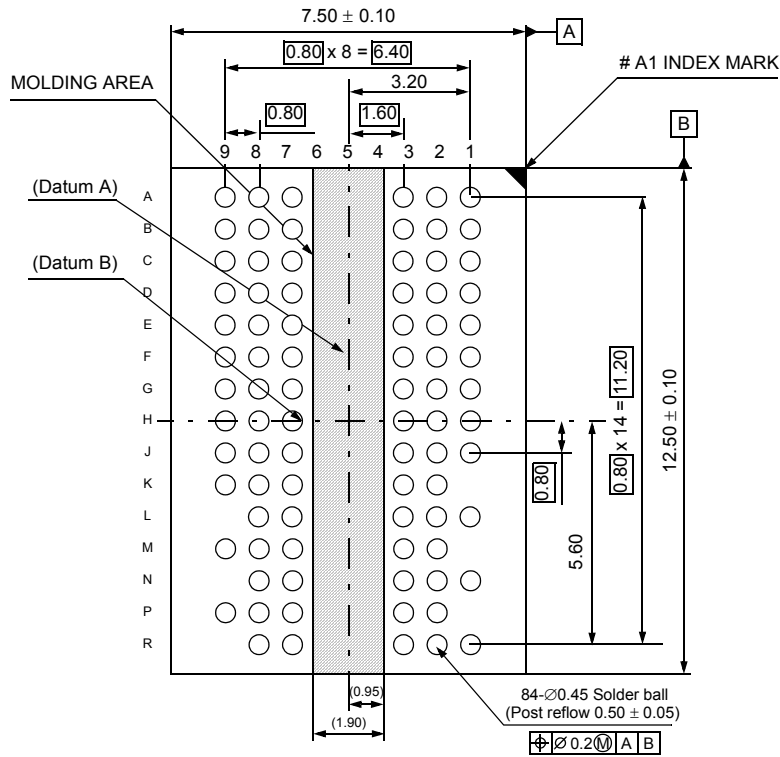 7.50 ± 0.10
A
0.80 x 8 = 6.40
# A1 INDEX MARK
3.20
MOLDING AREA
0.80
1.60
B
9 8 7 6 5 4 3 2 1
(Datum A)
A
B
C
(Datum B)
D
E
F
G
H
J
K
L
M
N
P
R
0.80 x 14 = 11.20
12.50 ± 0.10
0.80
5.60
(0.95)
(1.90)
84-∅0.45 Solder ball
(Post reflow 0.50 ± 0.05)
⌖ ∅ 0.2 Ⓜ A B